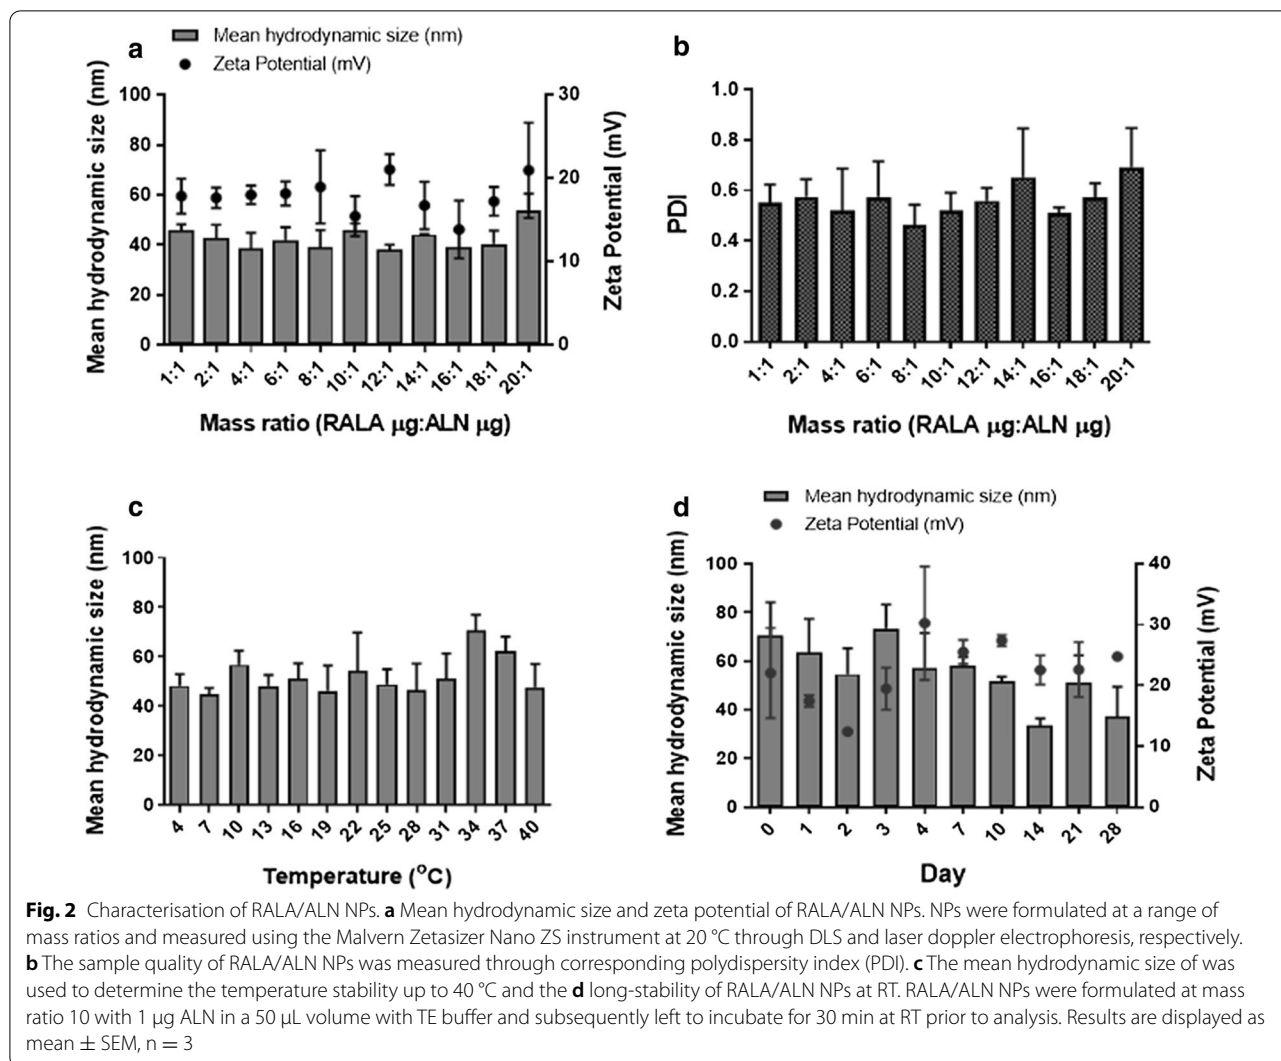 a
Mean hydrodynamic size (nm)
Zeta Potential (mV)
Mean hydrodynamic size (nm)
100
80
60
40
20
0
30
20
10
0
Zeta Potential (mV)
1:1 2:1 4:1 6:1 8:1 10:1 12:1 14:1 16:1 18:1 20:1
Mass ratio (RALA μg:ALN μg)
b
PDI
1.0
0.8
0.6
0.4
0.2
0.0
1:1 2:1 4:1 6:1 8:1 10:1 12:1 14:1 16:1 18:1 20:1
Mass ratio (RALA μg:ALN μg)
c
Mean hydrodynamic size (nm)
100
80
60
40
20
0
4 7 10 13 16 19 22 25 28 31 34 37 40
Temperature (°C)
d
Mean hydrodynamic size (nm)
Zeta Potential (mV)
Mean hydrodynamic size (nm)
100
80
60
40
20
0
40
30
20
10
0
Zeta Potential (mV)
0 1 2 3 4 7 10 14 21 28
Day
Fig. 2 Characterisation of RALA/ALN NPs. a Mean hydrodynamic size and zeta potential of RALA/ALN NPs. NPs were formulated at a range of
mass ratios and measured using the Malvern Zetasizer Nano ZS instrument at 20 °C through DLS and laser doppler electrophoresis, respectively.
b The sample quality of RALA/ALN NPs was measured through corresponding polydispersity index (PDI). c The mean hydrodynamic size of was
used to determine the temperature stability up to 40 °C and the d long-stability of RALA/ALN NPs at RT. RALA/ALN NPs were formulated at mass
ratio 10 with 1 μg ALN in a 50 μL volume with TE buffer and subsequently left to incubate for 30 min at RT prior to analysis. Results are displayed as
mean ± SEM, n = 3